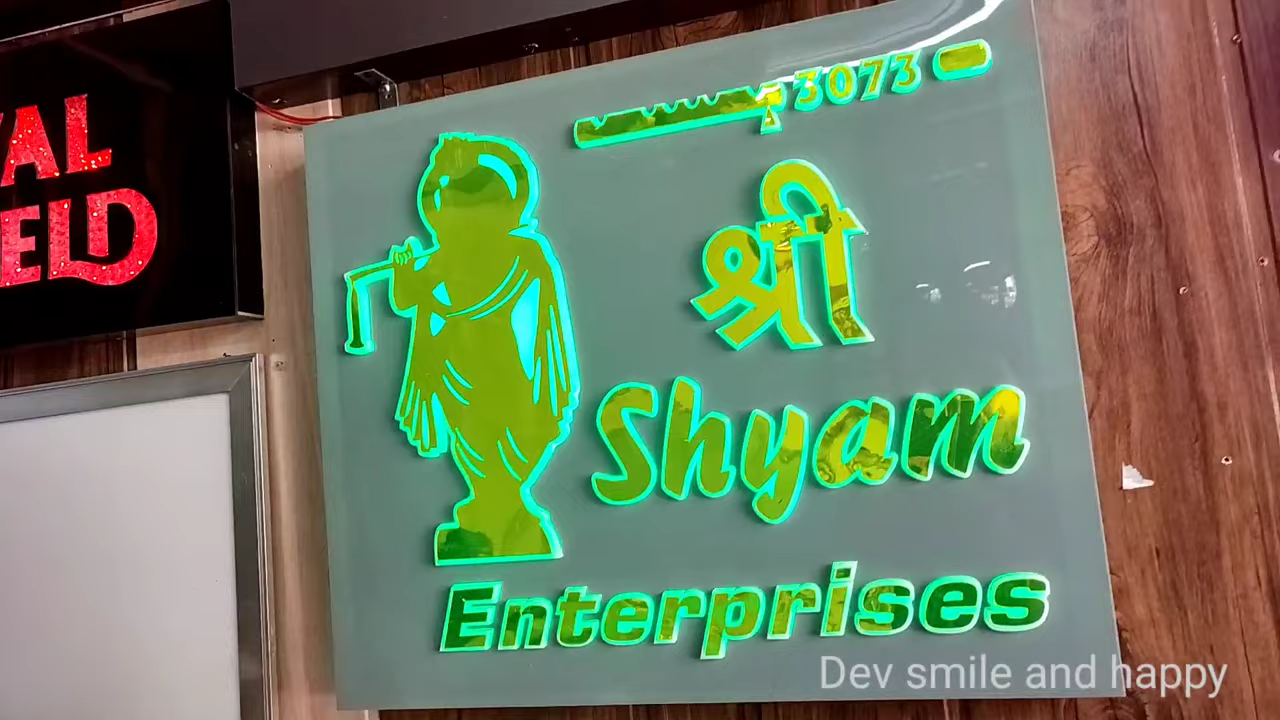 3073
श्री
Shyam
Enterprises
Dev smile and happy